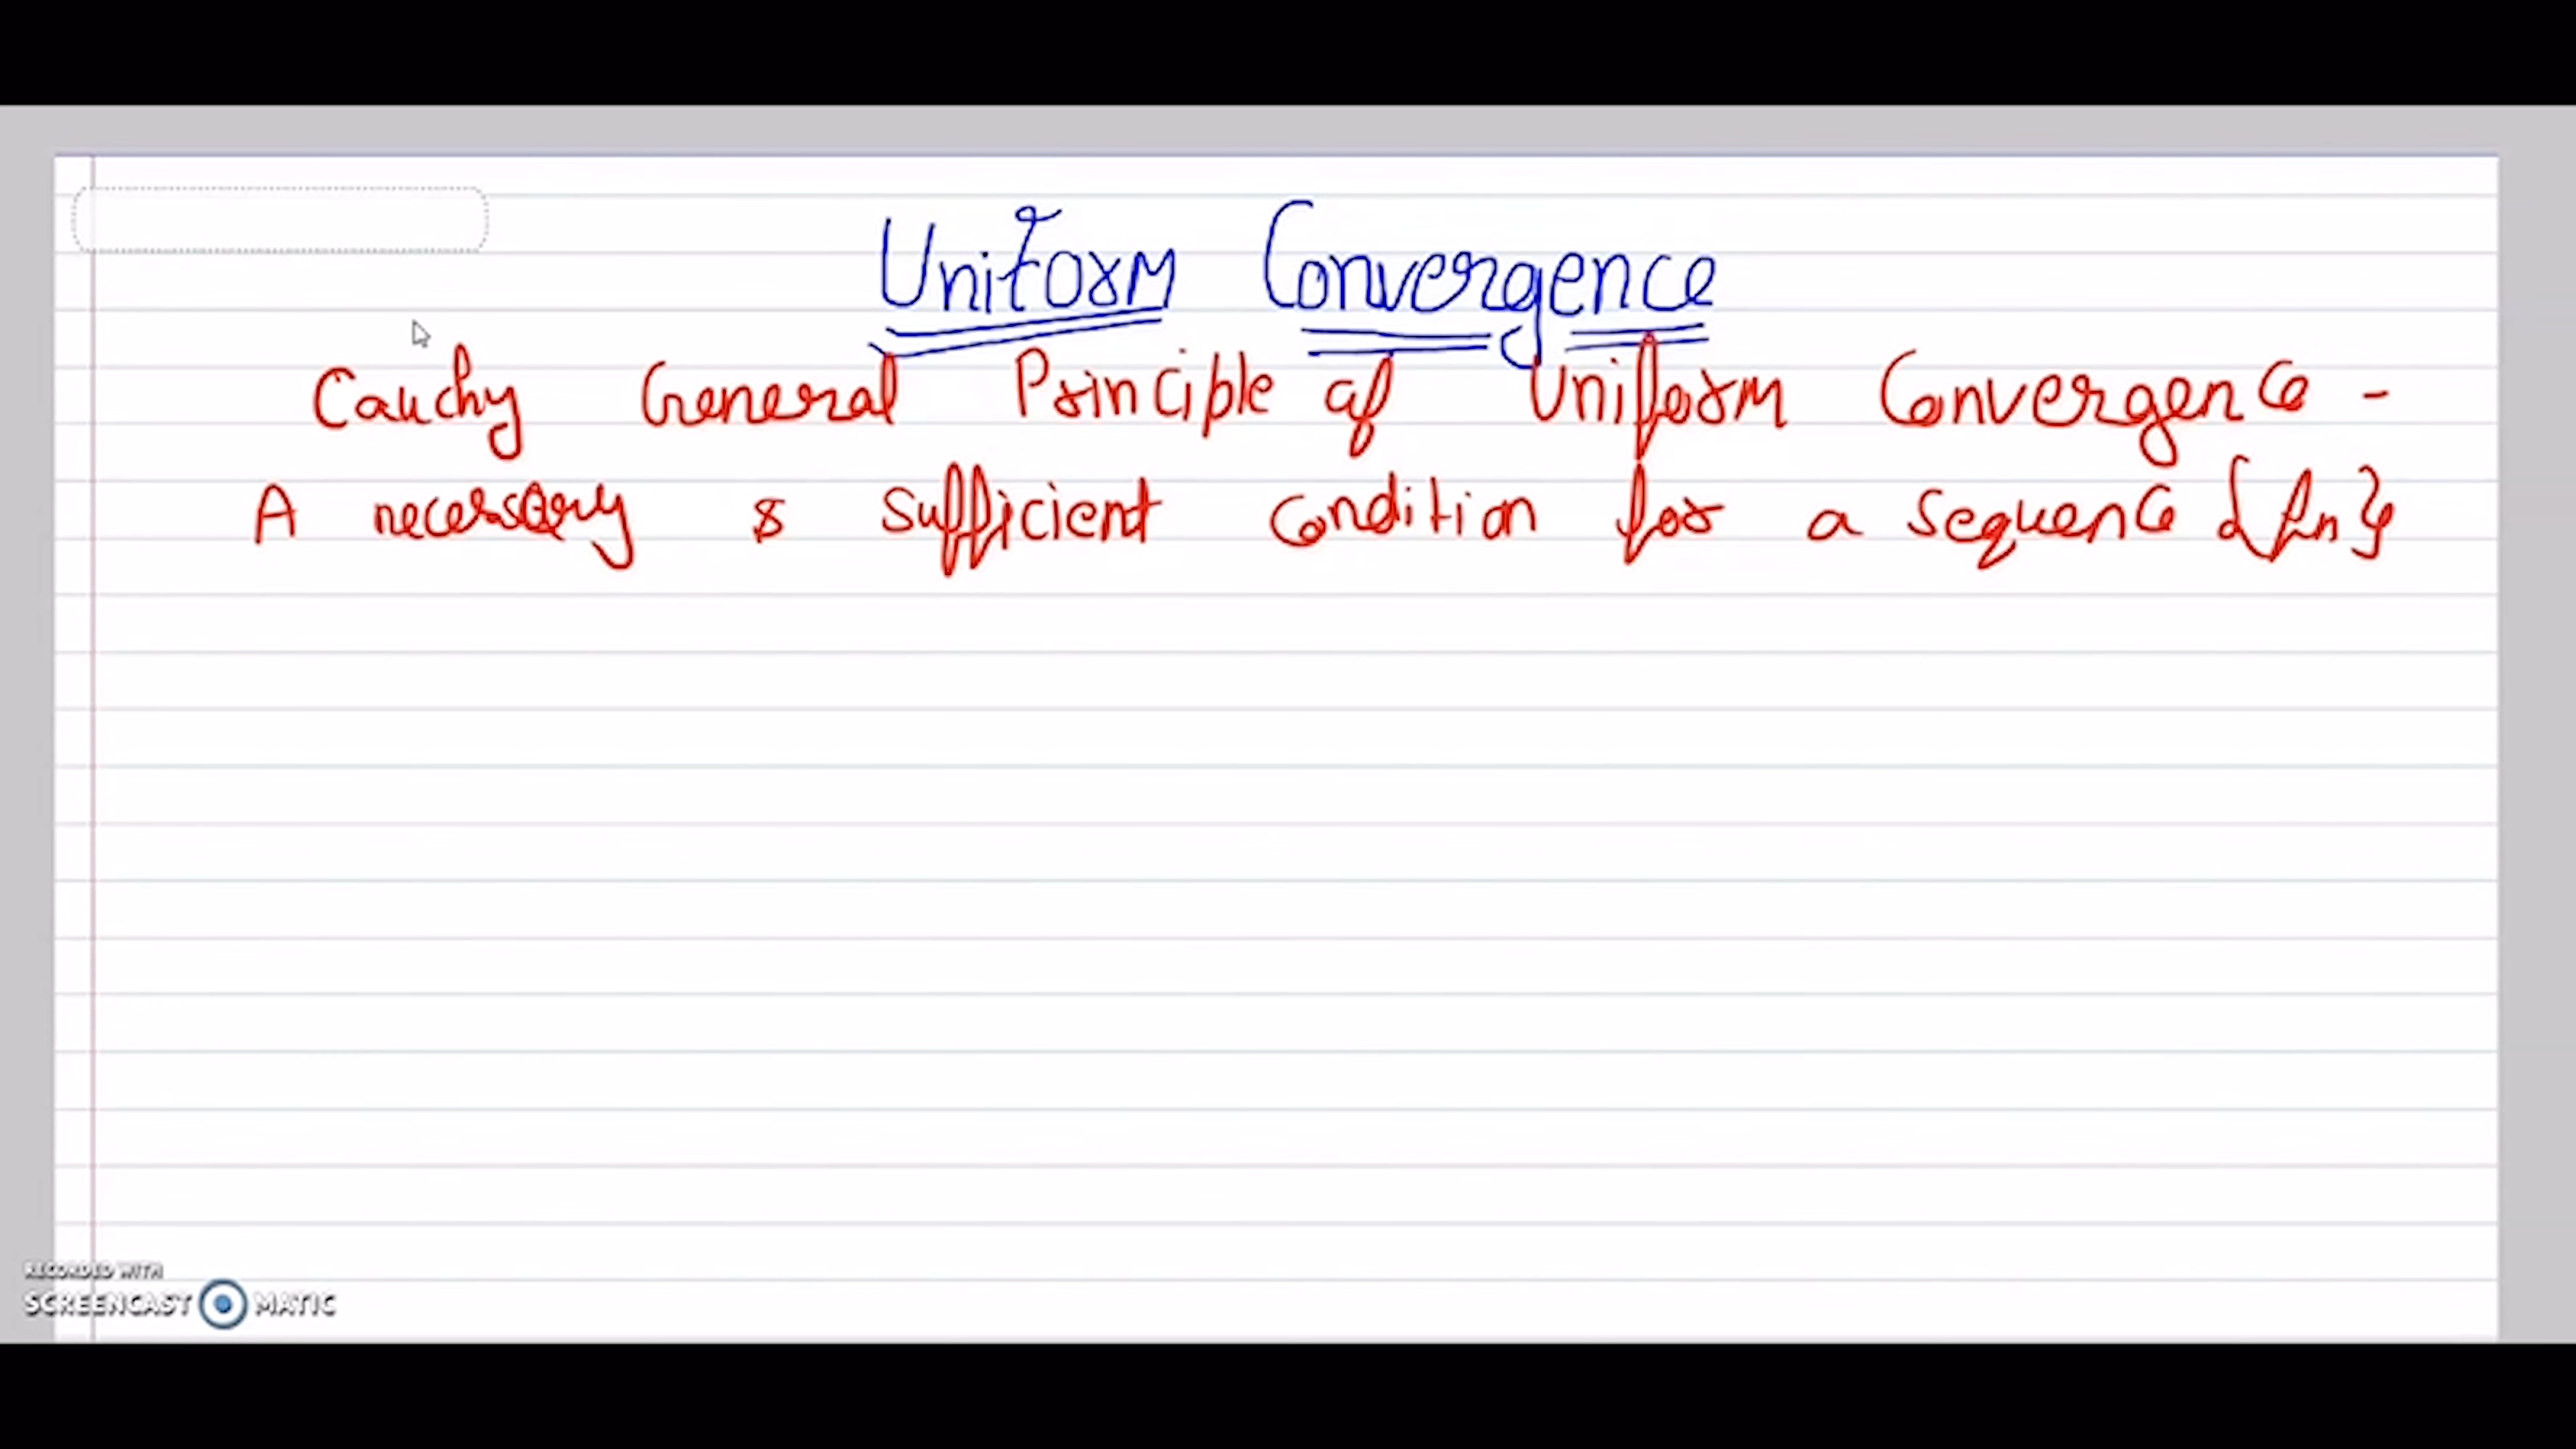 Uniform Convergence
Cauchy General Principle of Uniform Convergence -
A necessary & sufficient condition for a sequence {fn}
RECORDED WITH
SCREENCAST MATIC